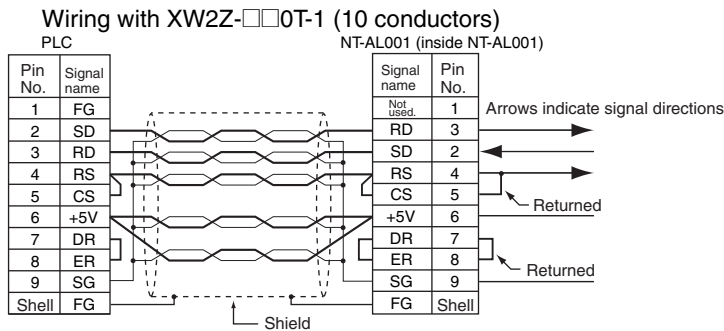 Wiring with XW2Z-□□0T-1 (10 conductors)
PLC
NT-AL001 (inside NT-AL001)
Pin No. Signal name
1 FG
2 SD
3 RD
4 RS
5 CS
6 +5V
7 DR
8 ER
9 SG
Shell FG
Signal name Pin No.
Not used. 1
RD 3
SD 2
RS 4
CS 5
+5V 6
DR 7
ER 8
SG 9
FG Shell
Arrows indicate signal directions
Returned
Returned
Shield